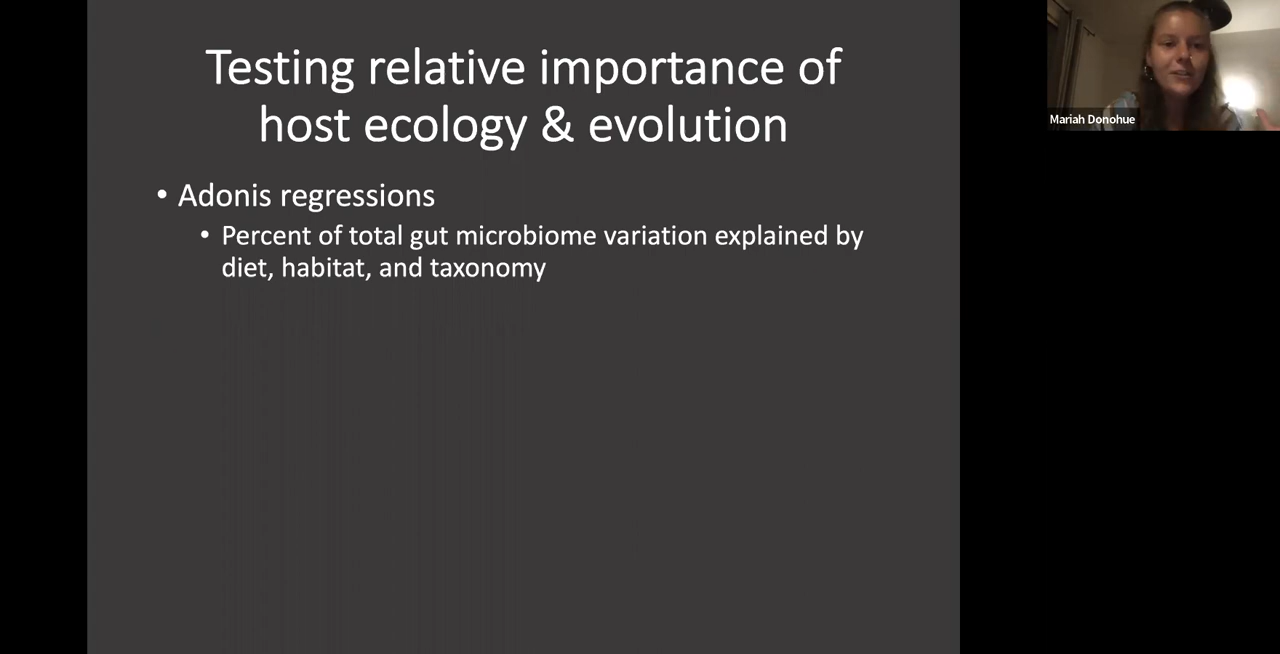 Testing relative importance of
host ecology & evolution
• Adonis regressions
• Percent of total gut microbiome variation explained by
diet, habitat, and taxonomy
Mariah Donohue